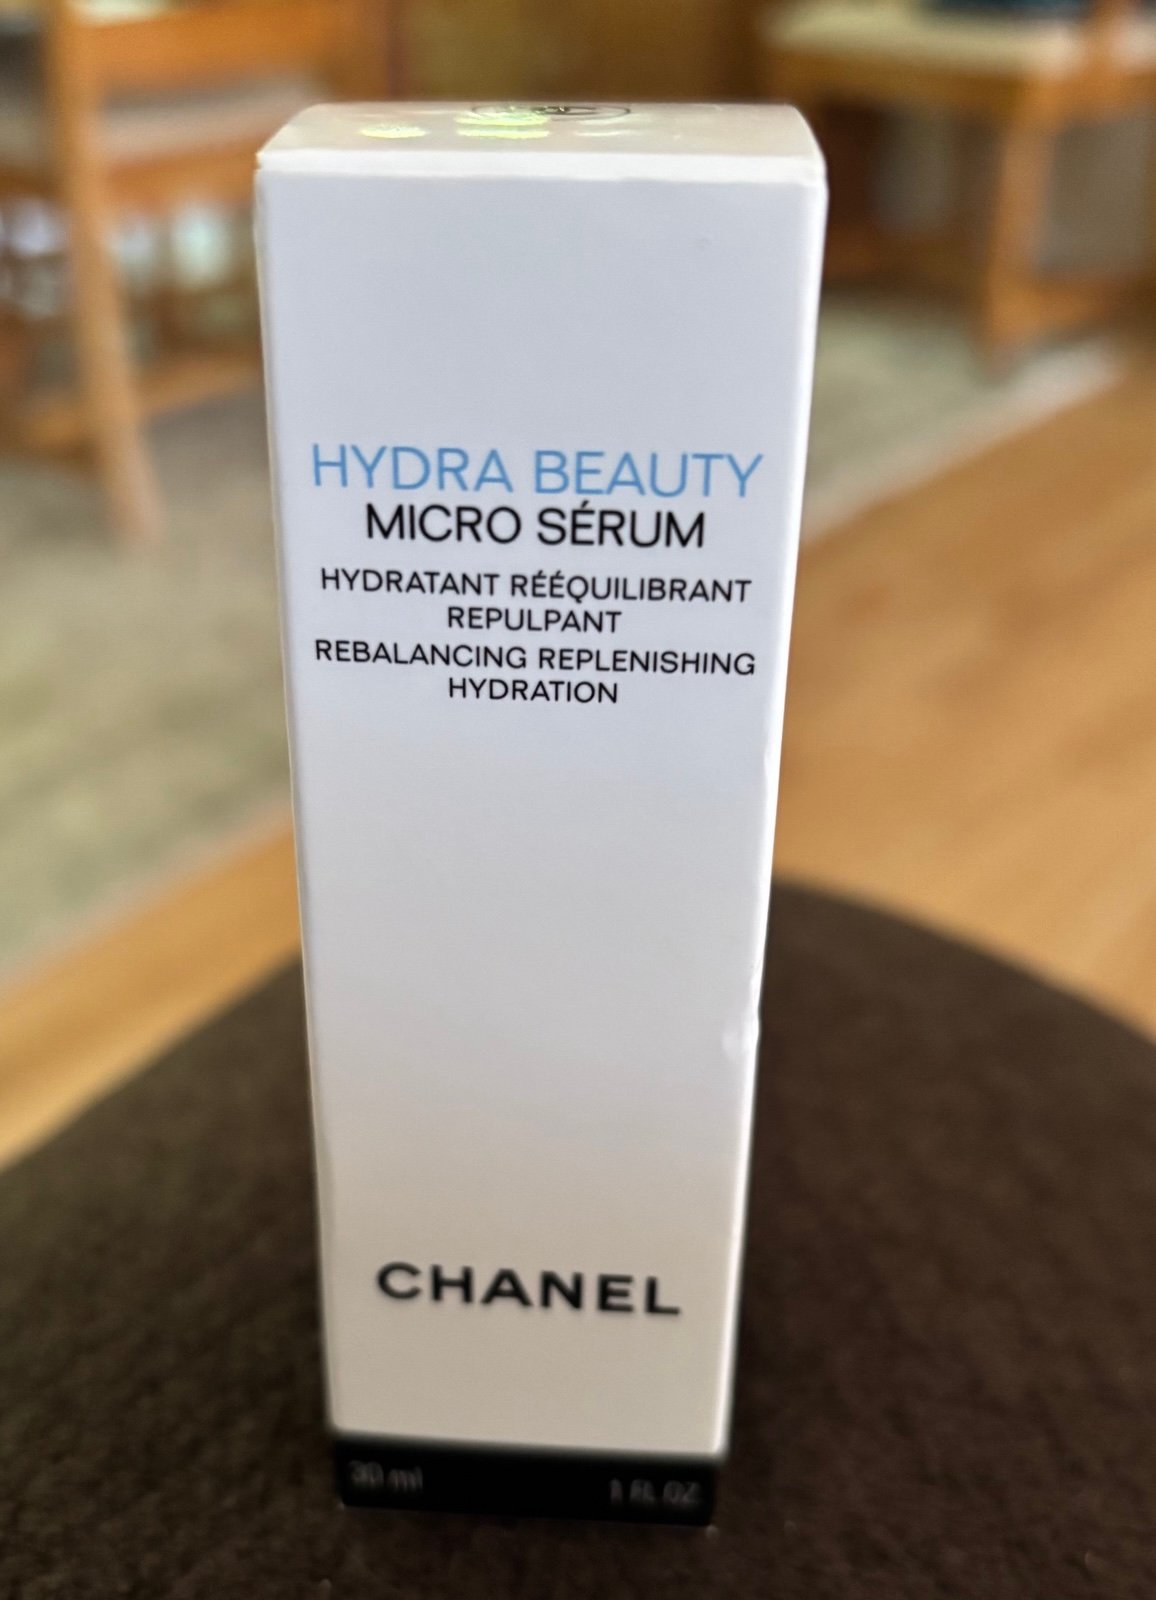 HYDRA BEAUTY
MICRO SÉRUM
HYDRATANT RÉÉQUILIBRANT
REPULPANT
REBALANCING REPLENISHING
HYDRATION
CHANEL
30 ml 1 FL. OZ.